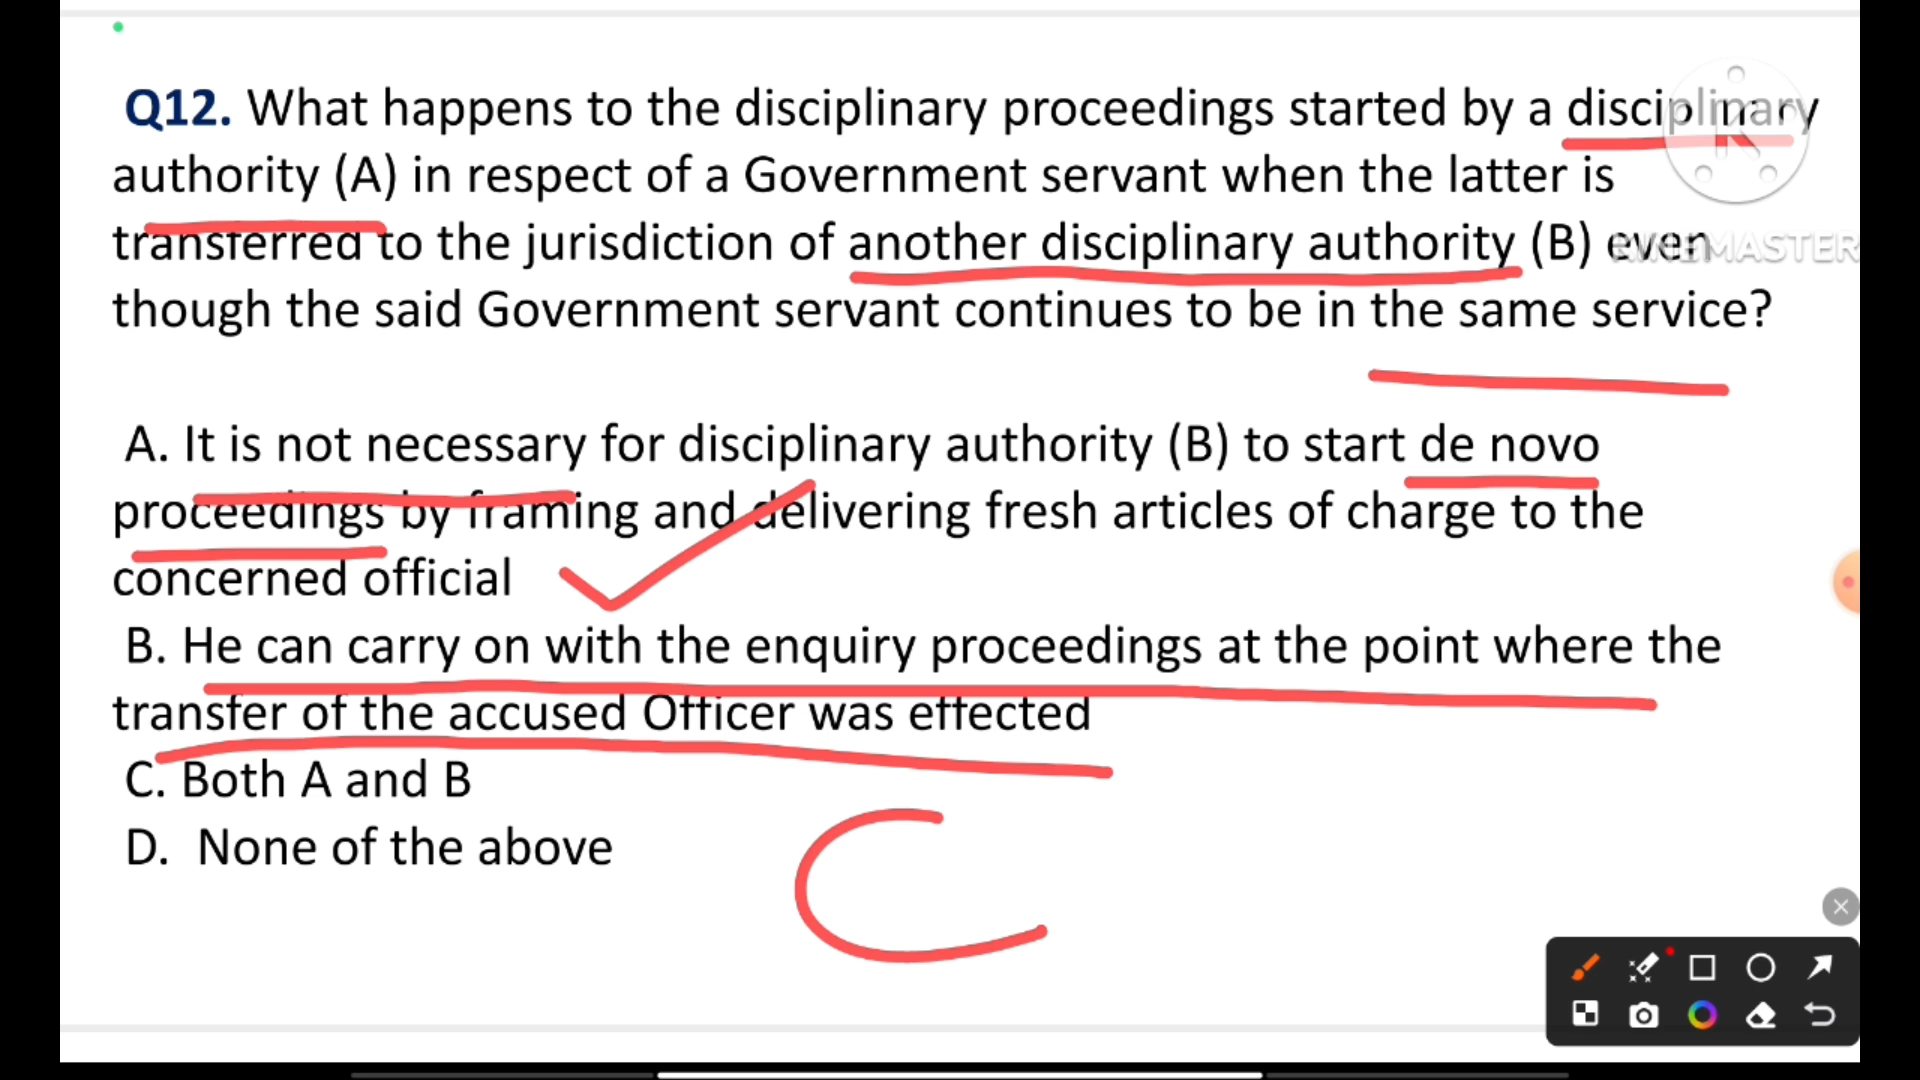 Q12. What happens to the disciplinary proceedings started by a disciplinary
authority (A) in respect of a Government servant when the latter is
transferred to the jurisdiction of another disciplinary authority (B) even
though the said Government servant continues to be in the same service?
A. It is not necessary for disciplinary authority (B) to start de novo
proceedings by framing and delivering fresh articles of charge to the
concerned official
B. He can carry on with the enquiry proceedings at the point where the
transfer of the accused Officer was effected
C. Both A and B
D. None of the above
C
KINEMASTER